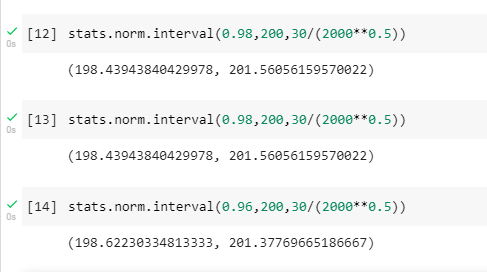 [12] stats.norm.interval(0.98,200,30/(2000**0.5))
0s
(198.43943840429978, 201.56056159570022)
[13] stats.norm.interval(0.98,200,30/(2000**0.5))
0s
(198.43943840429978, 201.56056159570022)
[14] stats.norm.interval(0.96,200,30/(2000**0.5))
0s
(198.62230334813333, 201.37769665186667)